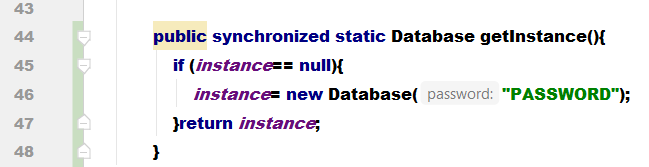 43
44 public synchronized static Database getInstance(){
45 if (instance== null){
46 instance= new Database( password: "PASSWORD");
47 }return instance;
48 }